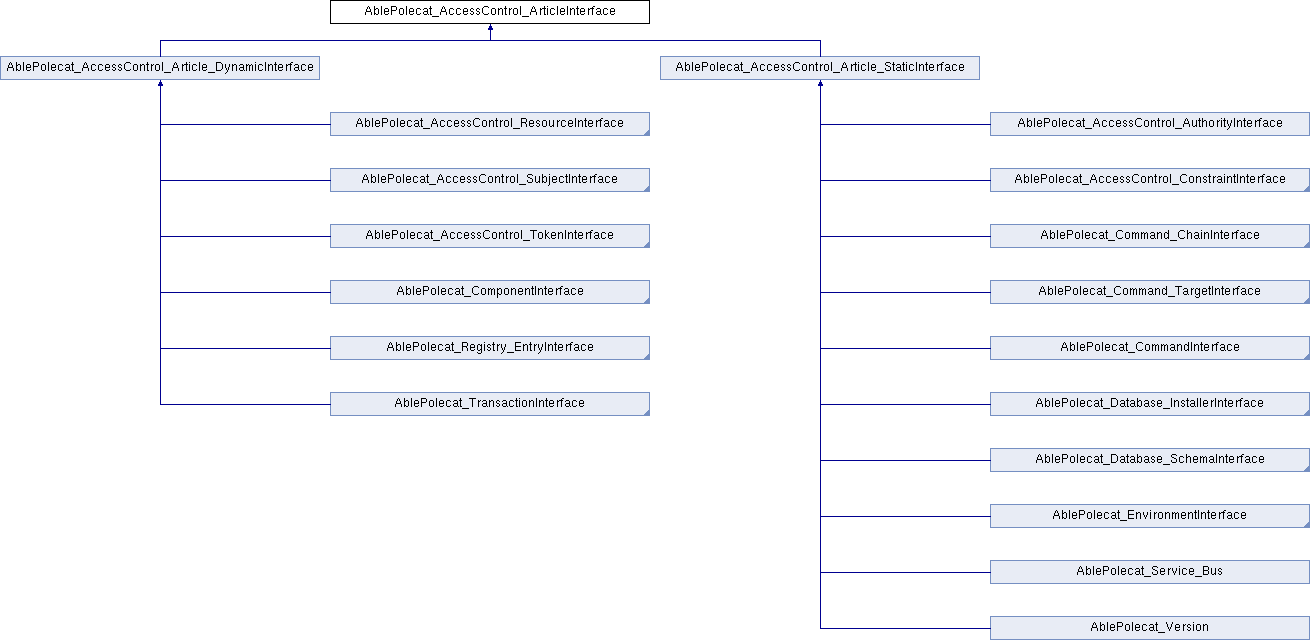 AblePolecat_AccessControl_ArticleInterface
AblePolecat_AccessControl_Article_DynamicInterface
AblePolecat_AccessControl_Article_StaticInterface
AblePolecat_AccessControl_ResourceInterface
AblePolecat_AccessControl_AuthorityInterface
AblePolecat_AccessControl_SubjectInterface
AblePolecat_AccessControl_ConstraintInterface
AblePolecat_AccessControl_TokenInterface
AblePolecat_Command_ChainInterface
AblePolecat_ComponentInterface
AblePolecat_Command_TargetInterface
AblePolecat_Registry_EntryInterface
AblePolecat_CommandInterface
AblePolecat_TransactionInterface
AblePolecat_Database_InstallerInterface
AblePolecat_Database_SchemaInterface
AblePolecat_EnvironmentInterface
AblePolecat_Service_Bus
AblePolecat_Version